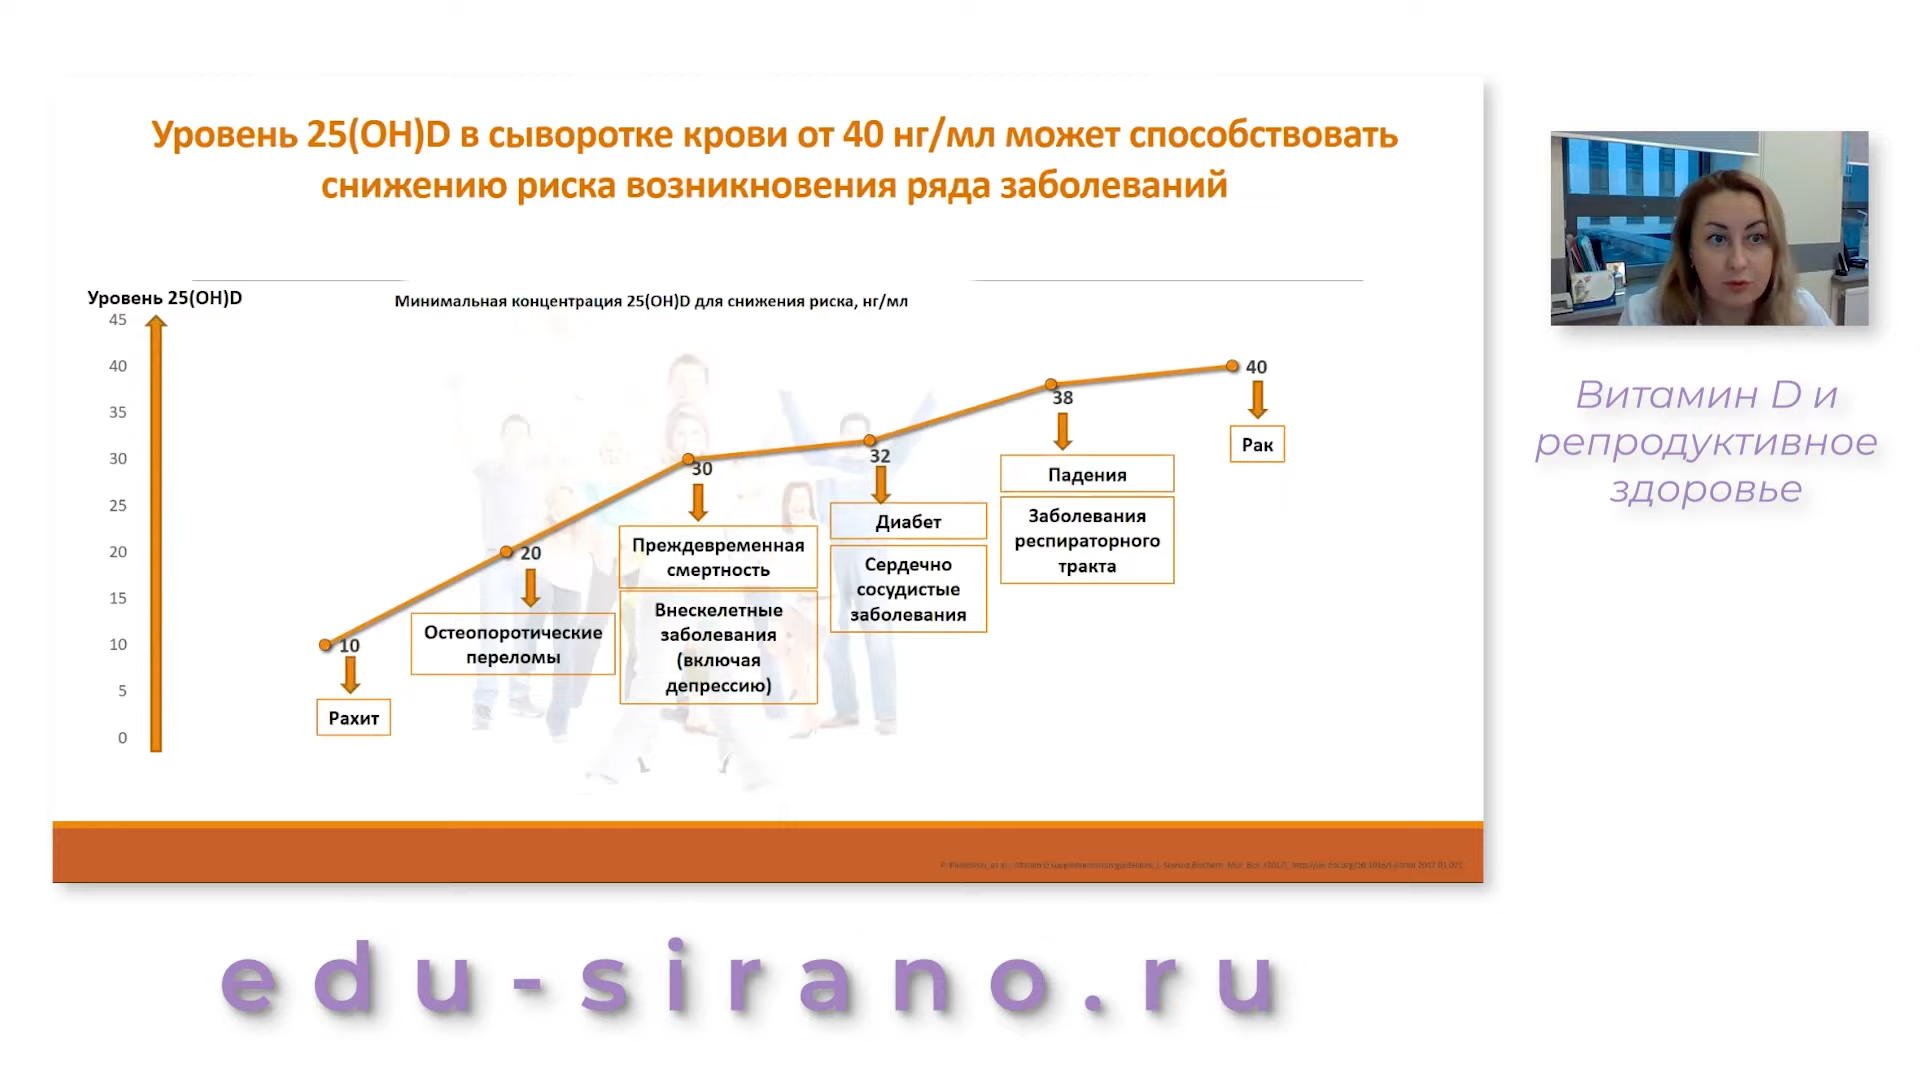 Уровень 25(OH)D в сыворотке крови от 40 нг/мл может способствовать
снижению риска возникновения ряда заболеваний
Уровень 25(OH)D
Минимальная концентрация 25(OH)D для снижения риска, нг/мл
45
40
35
30
25
20
15
10
5
0
10
Рахит
20
Остеопоротические
переломы
30
Преждевременная
смертность
Внескелетные
заболевания
(включая
депрессию)
32
Диабет
Сердечно
сосудистые
заболевания
38
Падения
Заболевания
респираторного
тракта
40
Рак
Витамин D и
репродуктивное
здоровье
edu-sirano.ru